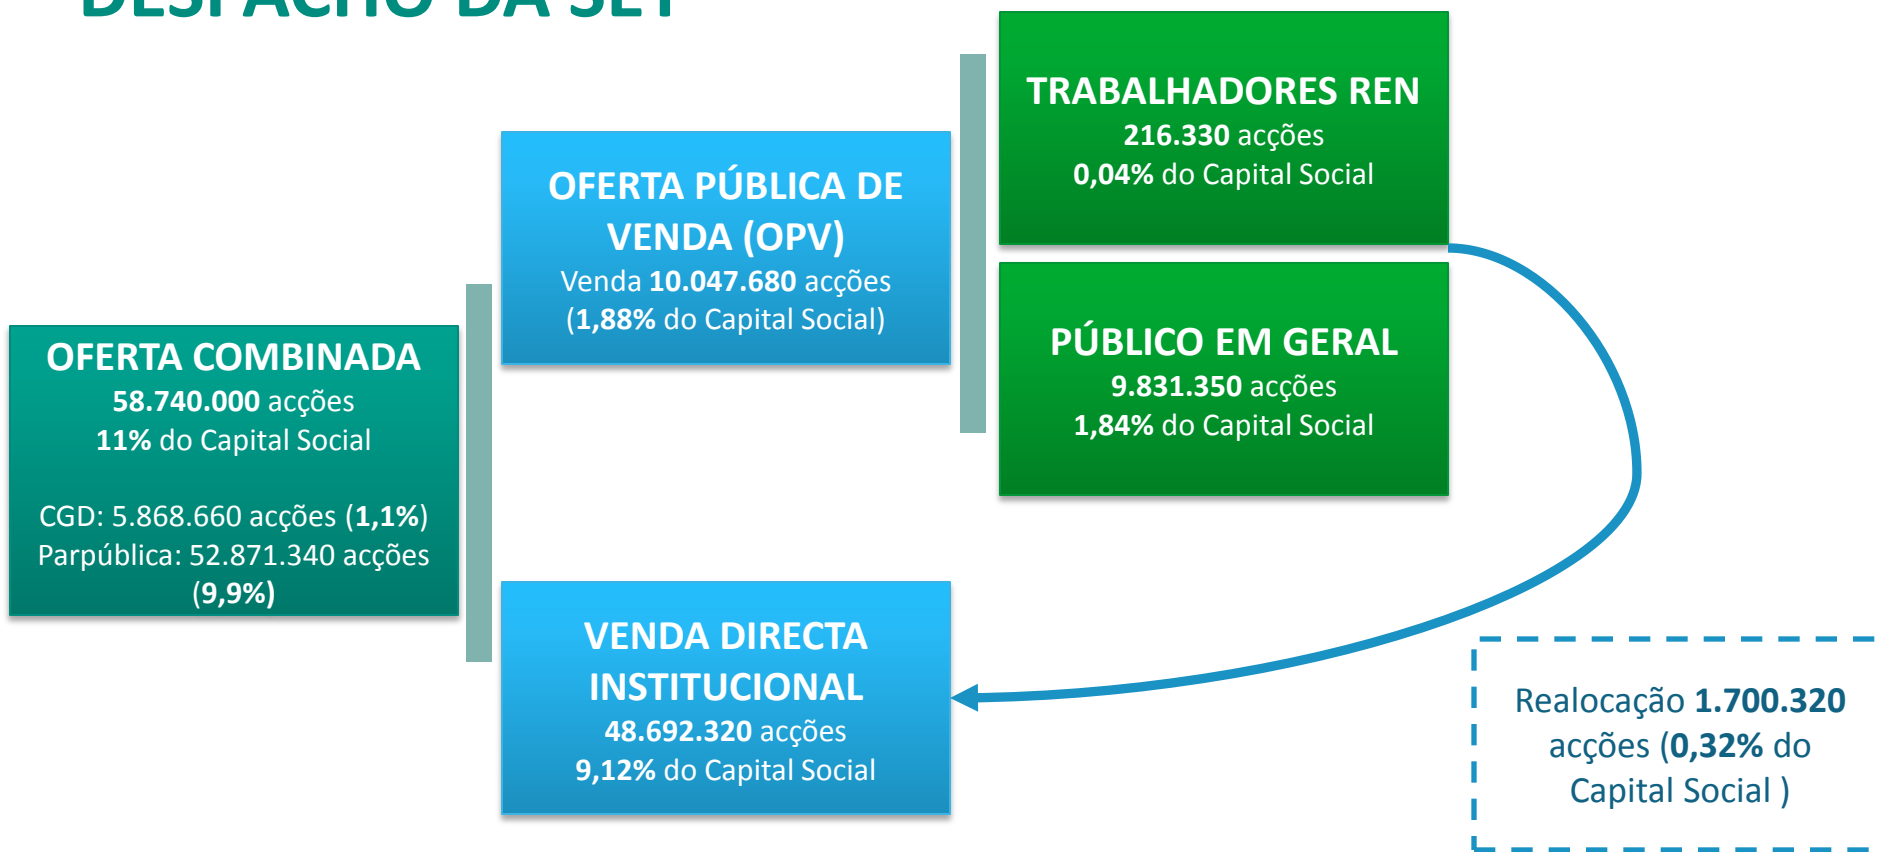 DESPACHO DA SET
OFERTA COMBINADA
58.740.000 acções
11% do Capital Social
CGD: 5.868.660 acções (1,1%)
Parpública: 52.871.340 acções
(9,9%)
OFERTA PÚBLICA DE
VENDA (OPV)
Venda 10.047.680 acções
(1,88% do Capital Social)
VENDA DIRECTA
INSTITUCIONAL
48.692.320 acções
9,12% do Capital Social
TRABALHADORES REN
216.330 acções
0,04% do Capital Social
PÚBLICO EM GERAL
9.831.350 acções
1,84% do Capital Social
Realocação 1.700.320
acções (0,32% do
Capital Social )